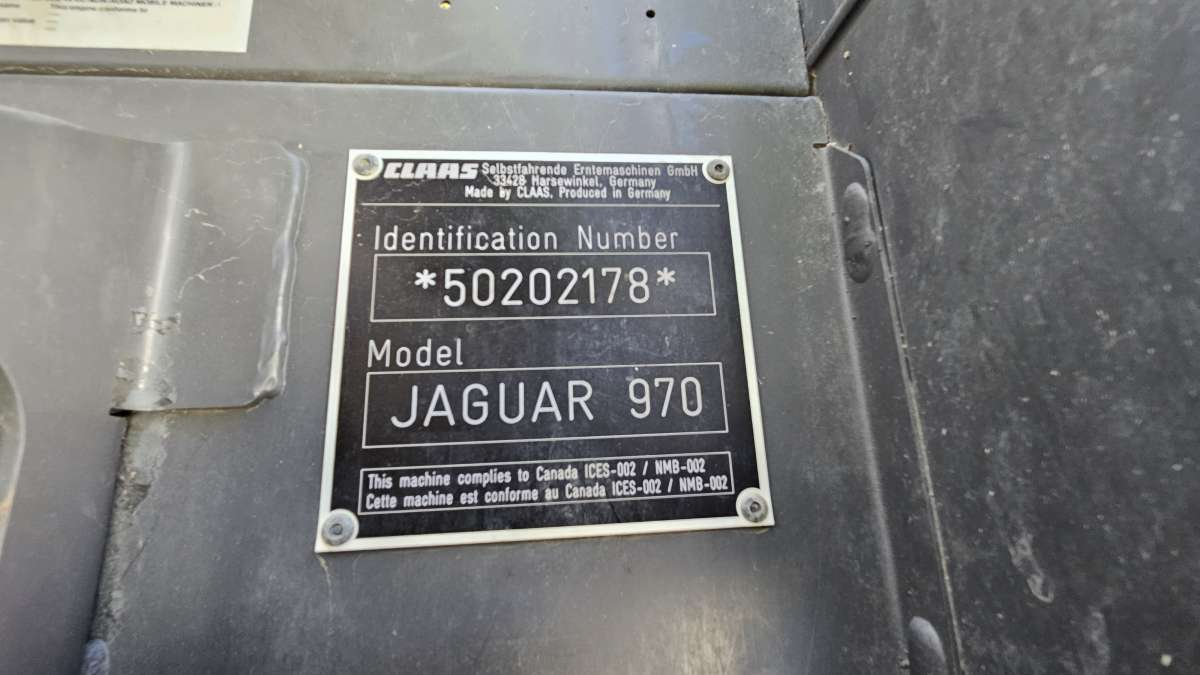 MOBILE MACHINERY
CLAAS Selbstfahrende Erntemaschinen GmbH
33428 Harsewinkel, Germany
Made by CLAAS, Produced in Germany
Identification Number
*50202178*
Model
JAGUAR 970
This machine complies to Canada ICES-002 / NMB-002
Cette machine est conforme au Canada ICES-002 / NMB-002